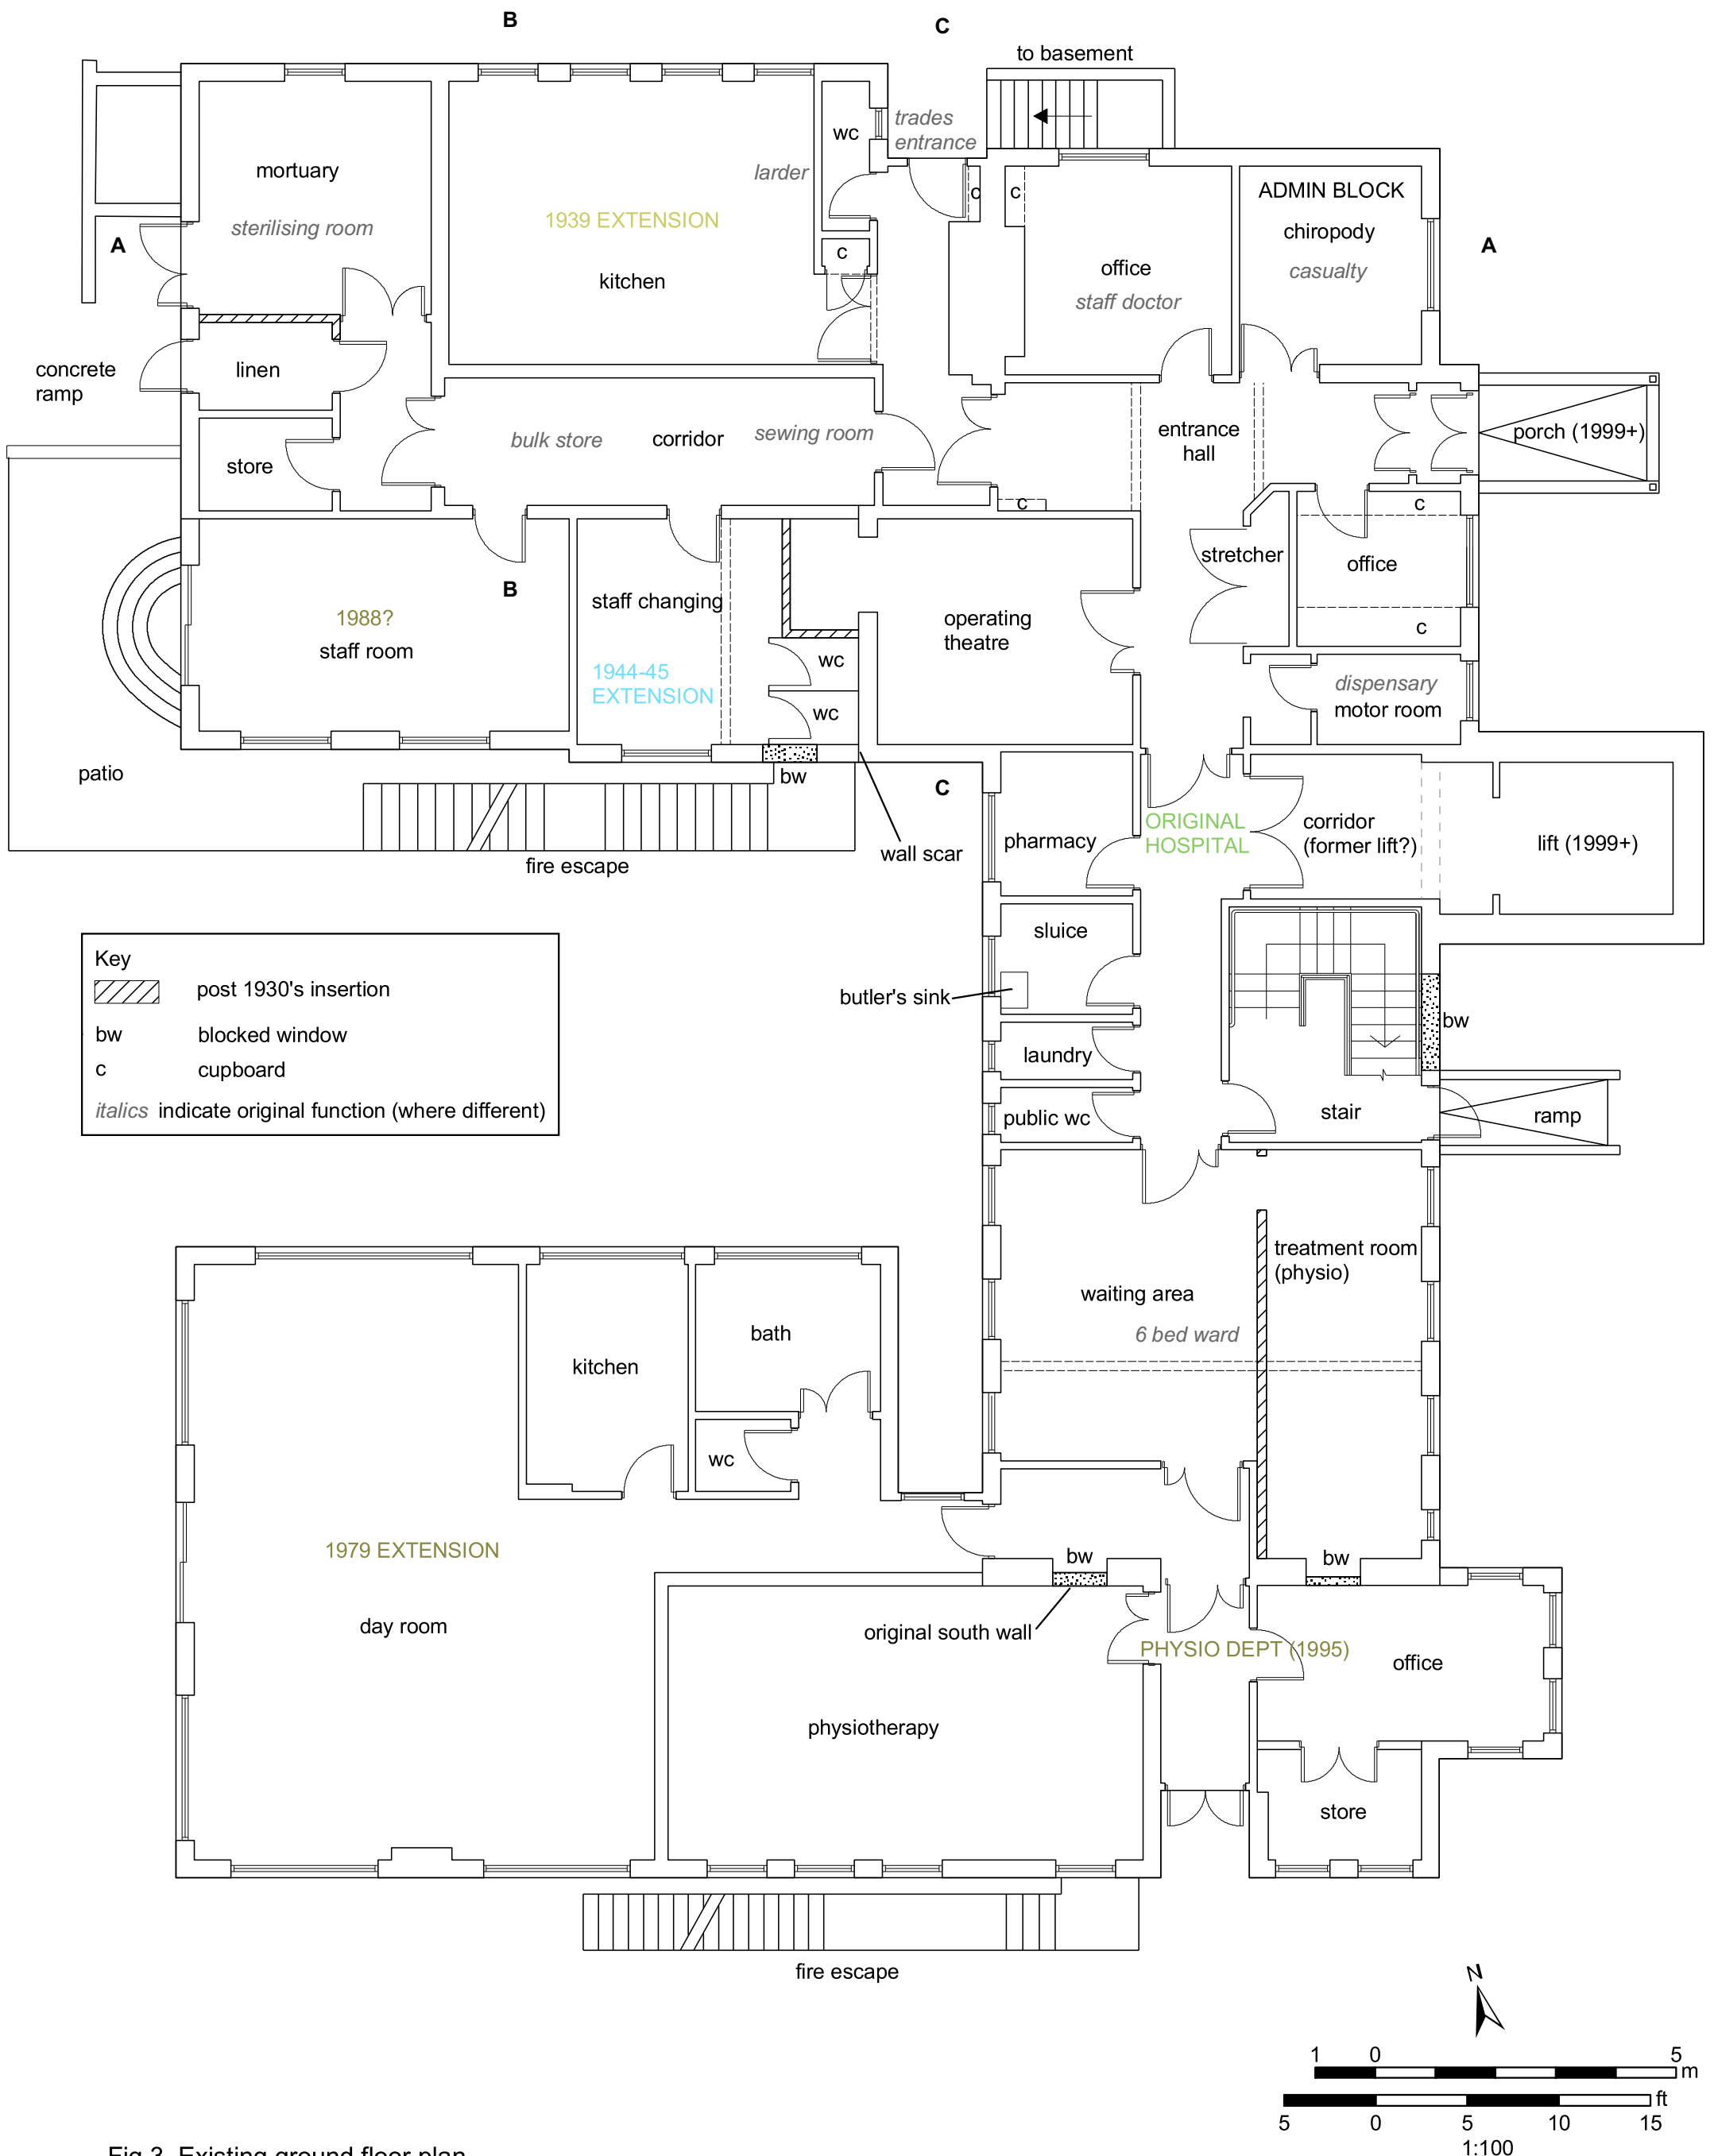 B
C
to basement
trades
entrance
wc
c
c
larder
mortuary
sterilising room
1939 EXTENSION
kitchen
c
ADMIN BLOCK
chiropody
casualty
office
staff doctor
A
A
concrete
ramp
linen
store
bulk store
corridor
sewing room
entrance
hall
porch (1999+)
c
c
stretcher
office
c
B
1988?
staff room
staff changing
1944-45
EXTENSION
wc
wc
operating
theatre
dispensary
motor room
patio
bw
C
fire escape
wall scar
pharmacy
ORIGINAL
HOSPITAL
corridor
(former lift?)
lift (1999+)
Key
post 1930's insertion
bw blocked window
c cupboard
italics indicate original function (where different)
sluice
butler's sink
bw
laundry
public wc
stair
ramp
treatment room
(physio)
waiting area
6 bed ward
bath
kitchen
wc
1979 EXTENSION
day room
bw
bw
original south wall
PHYSIO DEPT (1995)
office
physiotherapy
store
fire escape
N
1 0 5
m
ft
5 0 5 10 15
1:100
Fig 3 Existing ground floor plan